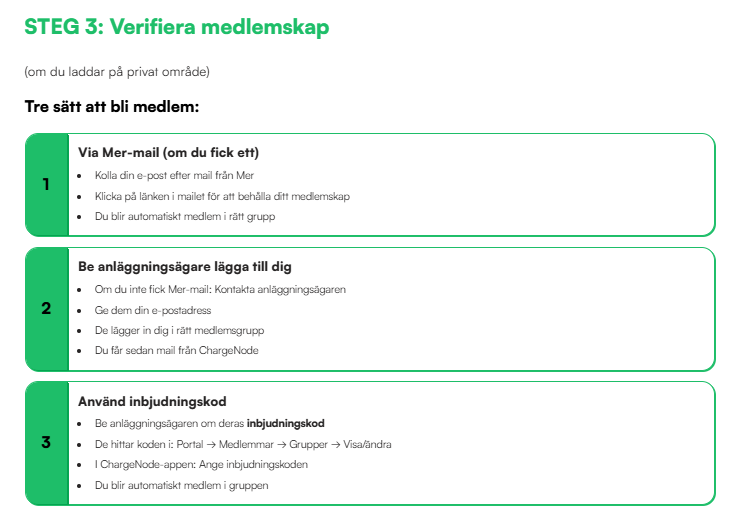 STEG 3: Verifiera medlemskap
(om du laddar på privat område)
Tre sätt att bli medlem:
1
Via Mer-mail (om du fick ett)
• Kolla din e-post efter mail från Mer
• Klicka på länken i mailet för att behålla ditt medlemskap
• Du blir automatiskt medlem i rätt grupp
2
Be anläggningsägare lägga till dig
• Om du inte fick Mer-mail: Kontakta anläggningsägaren
• Ge dem din e-postadress
• De lägger in dig i rätt medlemsgrupp
• Du får sedan mail från ChargeNode
3
Använd inbjudningskod
• Be anläggningsägaren om deras inbjudningskod
• De hittar koden i: Portal → Medlemmar → Grupper → Visa/ändra
• I ChargeNode-appen: Ange inbjudningskoden
• Du blir automatiskt medlem i gruppen